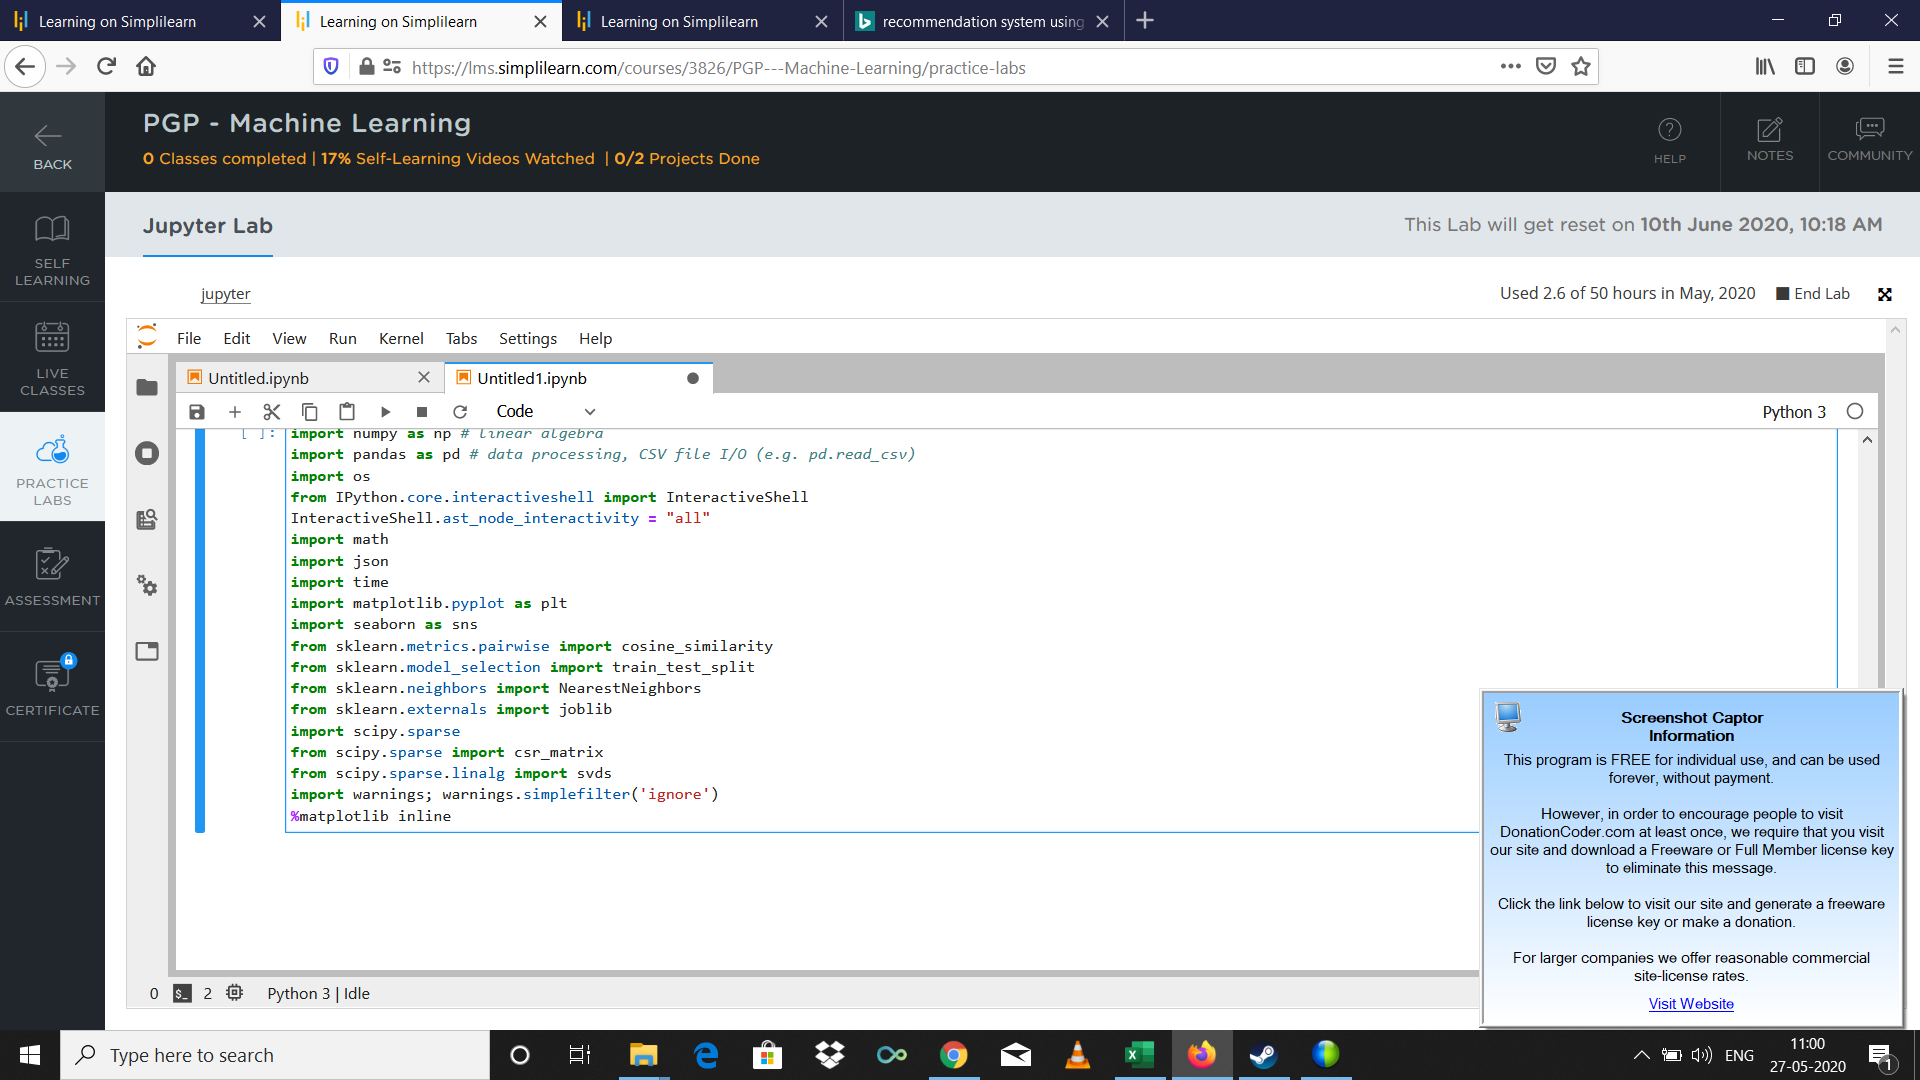 Learning on Simplilearn
Learning on Simplilearn
Learning on Simplilearn
recommendation system using
https://lms.simplilearn.com/courses/3826/PGP---Machine-Learning/practice-labs
BACK
PGP - Machine Learning
0 Classes completed | 17% Self-Learning Videos Watched | 0/2 Projects Done
HELP
NOTES
COMMUNITY
SELF LEARNING
LIVE CLASSES
PRACTICE LABS
ASSESSMENT
CERTIFICATE
Jupyter Lab
This Lab will get reset on 10th June 2020, 10:18 AM
jupyter
Used 2.6 of 50 hours in May, 2020
End Lab
File Edit View Run Kernel Tabs Settings Help
Untitled.ipynb
Untitled1.ipynb
Code
Python 3
[ ]: import numpy as np # linear algebra
import pandas as pd # data processing, CSV file I/O (e.g. pd.read_csv)
import os
from IPython.core.interactiveshell import InteractiveShell
InteractiveShell.ast_node_interactivity = "all"
import math
import json
import time
import matplotlib.pyplot as plt
import seaborn as sns
from sklearn.metrics.pairwise import cosine_similarity
from sklearn.model_selection import train_test_split
from sklearn.neighbors import NearestNeighbors
from sklearn.externals import joblib
import scipy.sparse
from scipy.sparse import csr_matrix
from scipy.sparse.linalg import svds
import warnings; warnings.simplefilter('ignore')
%matplotlib inline
0 $_ 2 Python 3 | Idle
Screenshot Captor
Information
This program is FREE for individual use, and can be used
forever, without payment.
However, in order to encourage people to visit
DonationCoder.com at least once, we require that you visit
our site and download a Freeware or Full Member license key
to eliminate this message.
Click the link below to visit our site and generate a freeware
license key or make a donation.
For larger companies we offer reasonable commercial
site-license rates.
Visit Website
Type here to search
ENG
11:00
27-05-2020
1